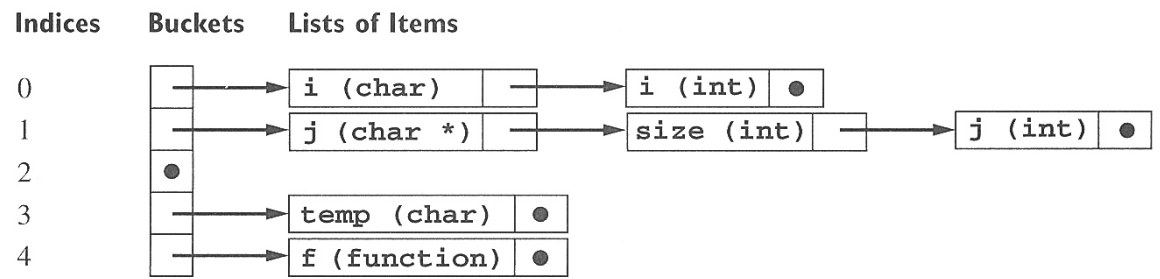 Indices Buckets Lists of Items
0 i (char) i (int)
1 j (char *) size (int) j (int)
2
3 temp (char)
4 f (function)